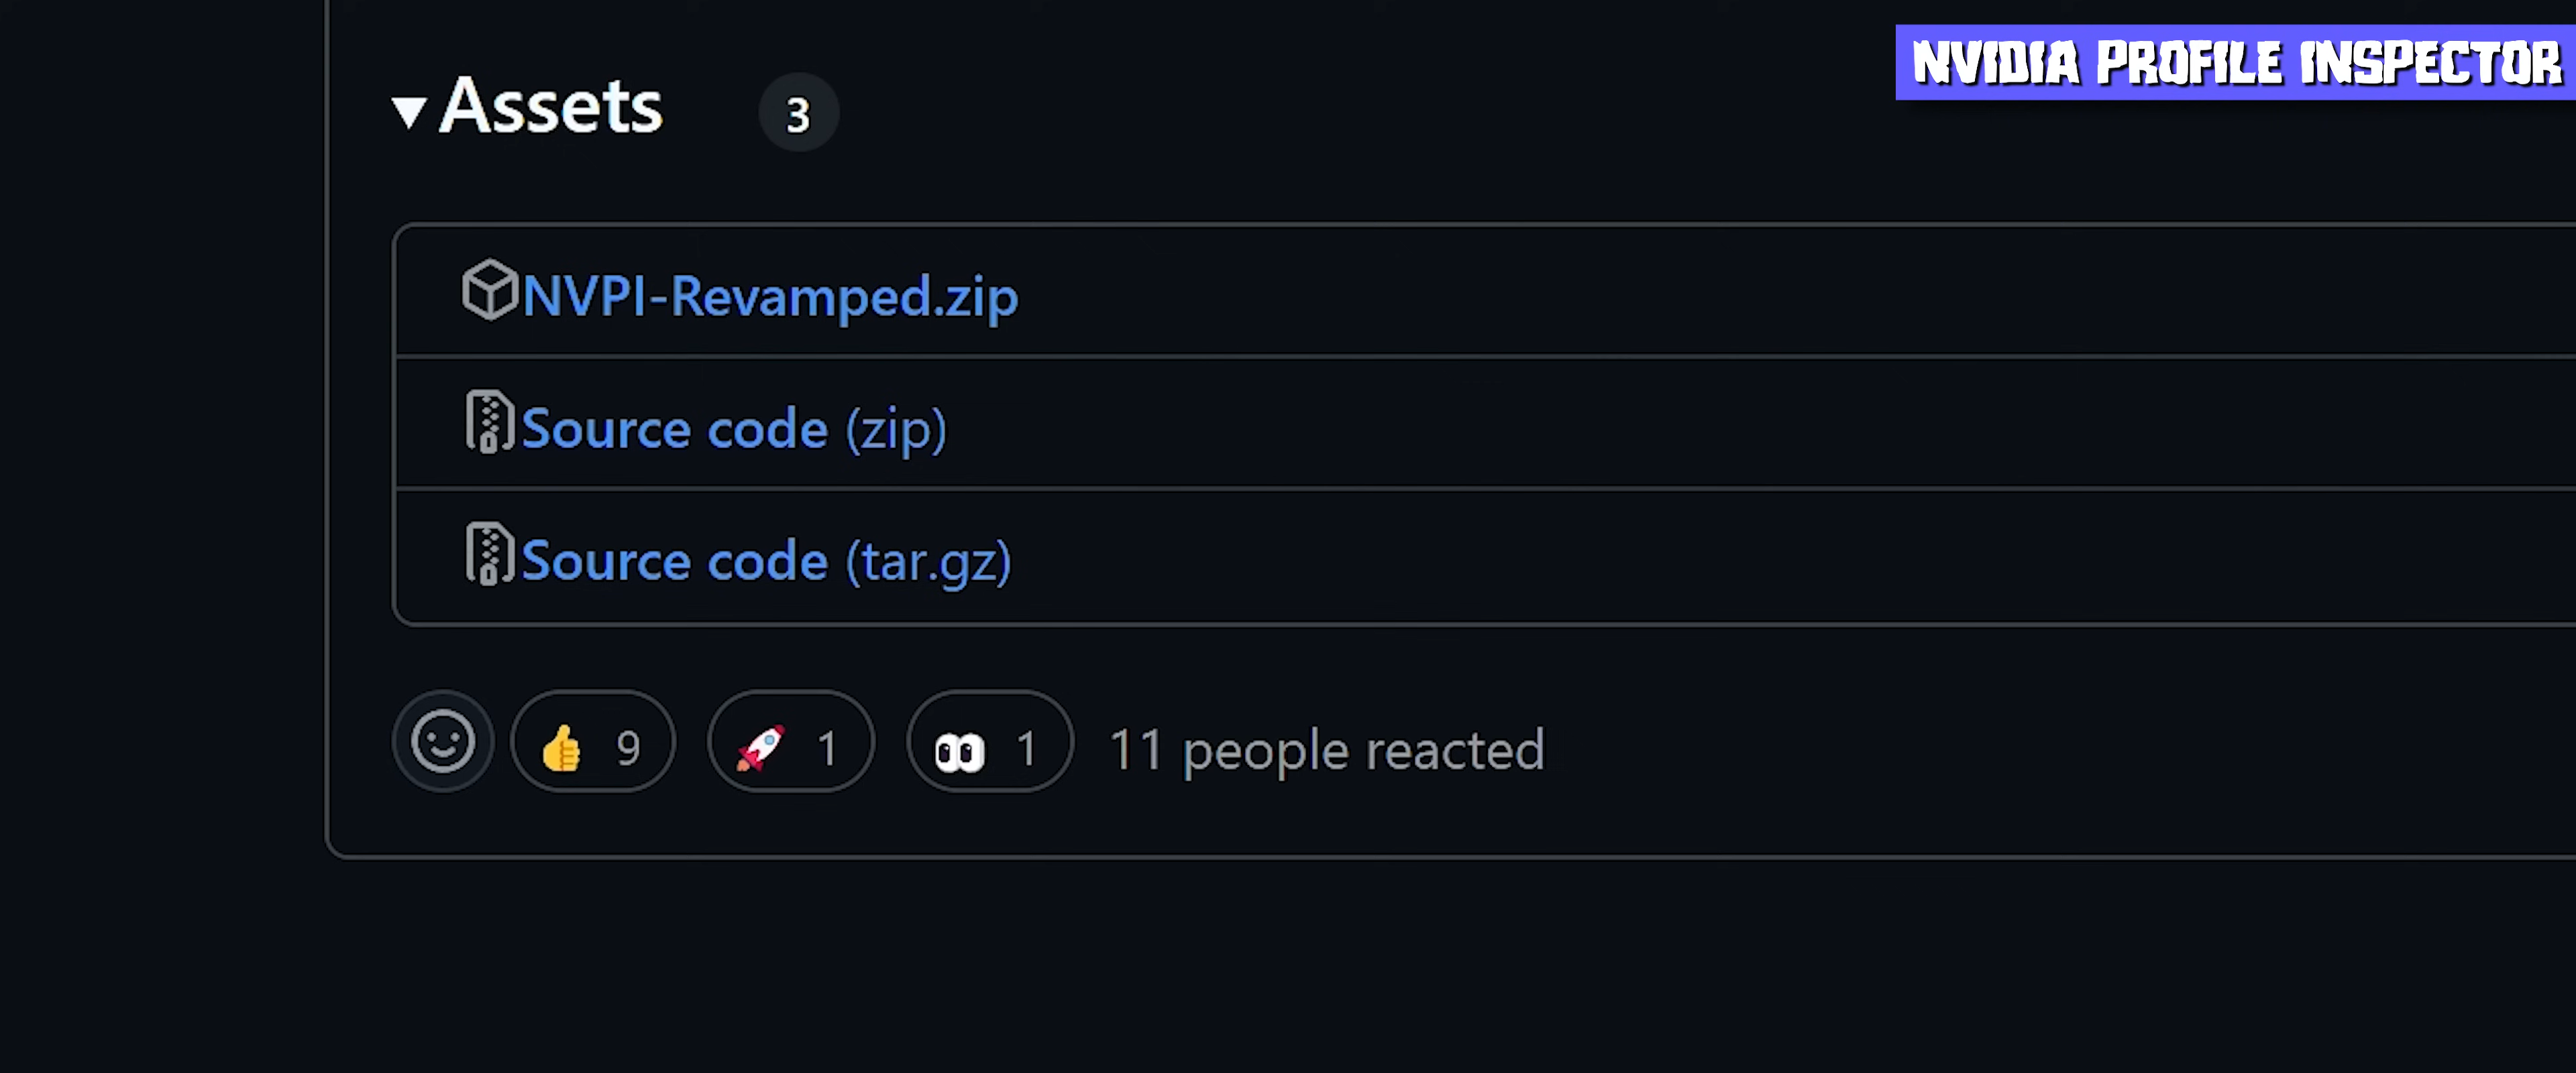 NVIDIA PROFILE INSPECTOR
Assets 3
NVPI-Revamped.zip
Source code (zip)
Source code (tar.gz)
9 1 1 11 people reacted